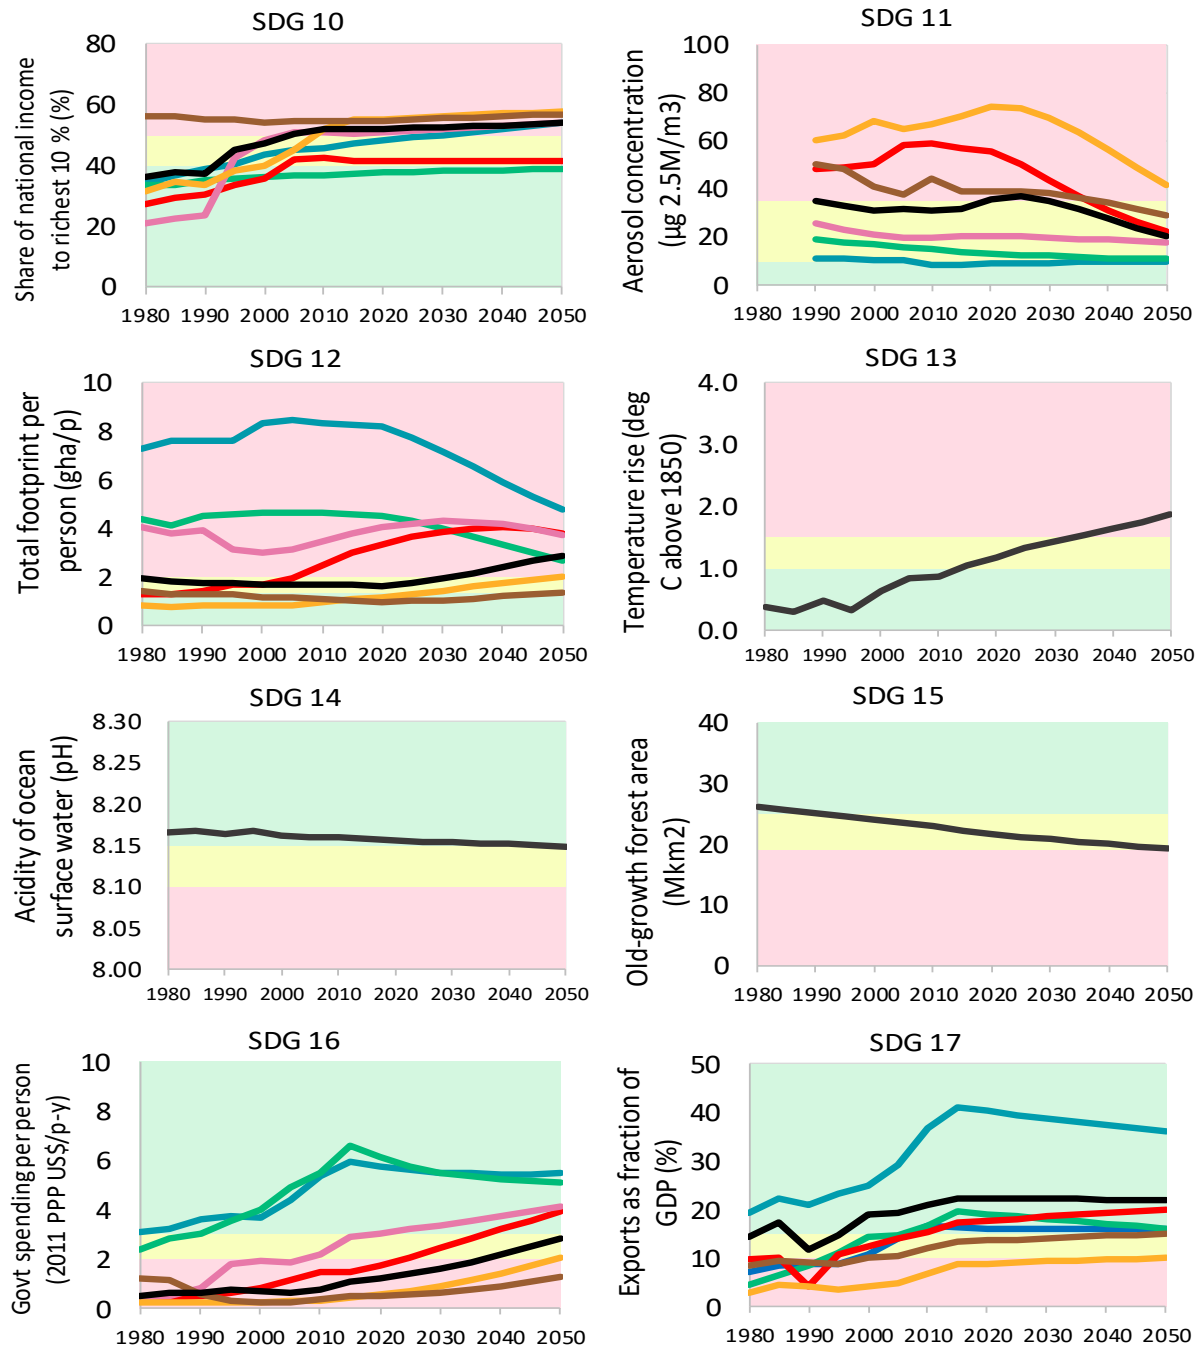 SDG 10
Share of national income
to richest 10 % (%)
80
60
40
20
0
1980 1990 2000 2010 2020 2030 2040 2050
SDG 11
Aerosol concentration
(µg 2.5M/m3)
100
80
60
40
20
0
1980 1990 2000 2010 2020 2030 2040 2050
SDG 12
Total footprint per
person (gha/p)
10
8
6
4
2
0
1980 1990 2000 2010 2020 2030 2040 2050
SDG 13
Temperature rise (deg
C above 1850)
4.0
3.0
2.0
1.0
0.0
1980 1990 2000 2010 2020 2030 2040 2050
SDG 14
Acidity of ocean
surface water (pH)
8.30
8.25
8.20
8.15
8.10
8.05
8.00
1980 1990 2000 2010 2020 2030 2040 2050
SDG 15
Old-growth forest area
(Mkm2)
40
30
20
10
0
1980 1990 2000 2010 2020 2030 2040 2050
SDG 16
Govt spending per person
(2011 PPP US$/p-y)
10
8
6
4
2
0
1980 1990 2000 2010 2020 2030 2040 2050
SDG 17
Exports as fraction of
GDP (%)
50
40
30
20
10
0
1980 1990 2000 2010 2020 2030 2040 2050